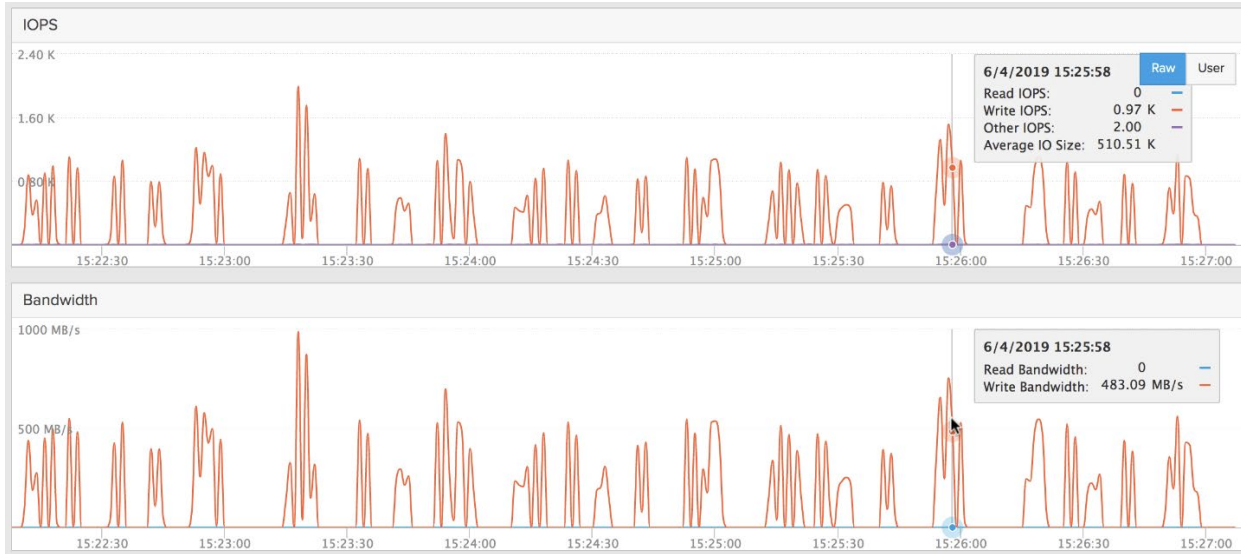 IOPS
2.40 K
6/4/2019 15:25:58
Raw User
Read IOPS: 0
Write IOPS: 0.97 K
Other IOPS: 2.00
Average IO Size: 510.51 K
1.60 K
0.80 K
15:22:30 15:23:00 15:23:30 15:24:00 15:24:30 15:25:00 15:25:30 15:26:00 15:26:30 15:27:00
Bandwidth
1000 MB/s
6/4/2019 15:25:58
Read Bandwidth: 0
Write Bandwidth: 483.09 MB/s
500 MB/s
15:22:30 15:23:00 15:23:30 15:24:00 15:24:30 15:25:00 15:25:30 15:26:00 15:26:30 15:27:00